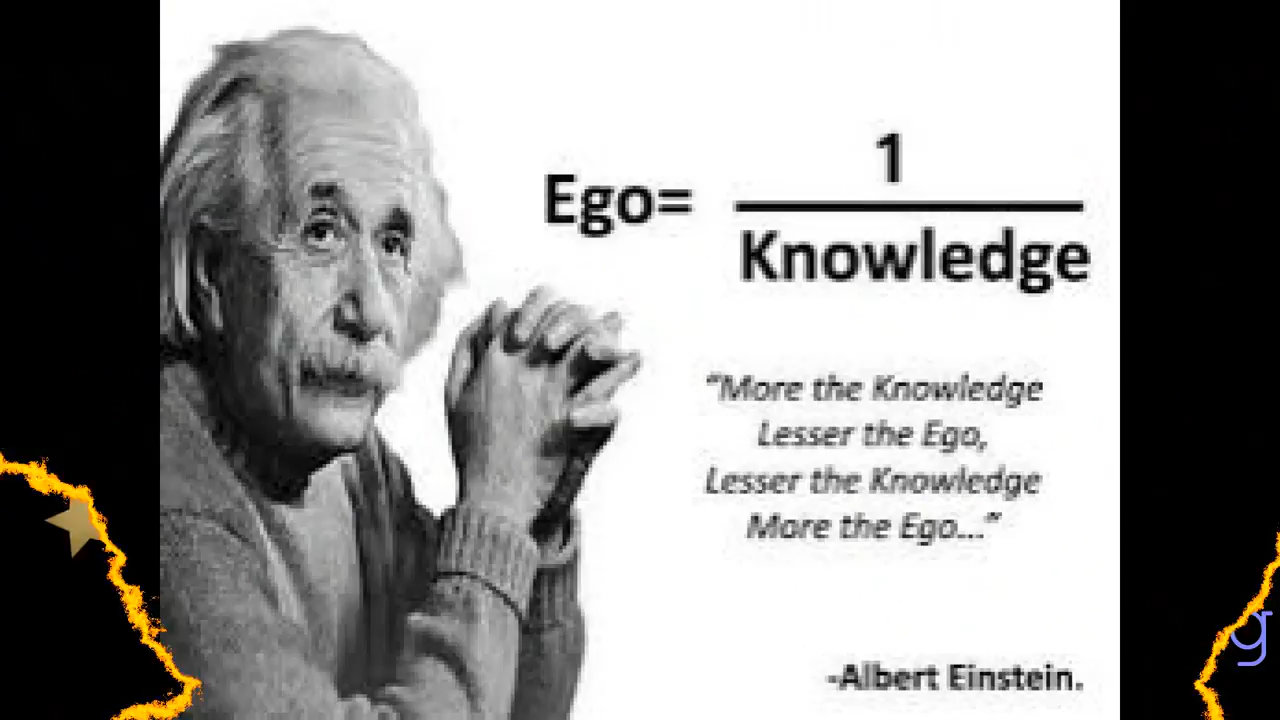 1
Ego=
Knowledge
“More the Knowledge
Lesser the Ego,
Lesser the Knowledge
More the Ego...”
-Albert Einstein.
g